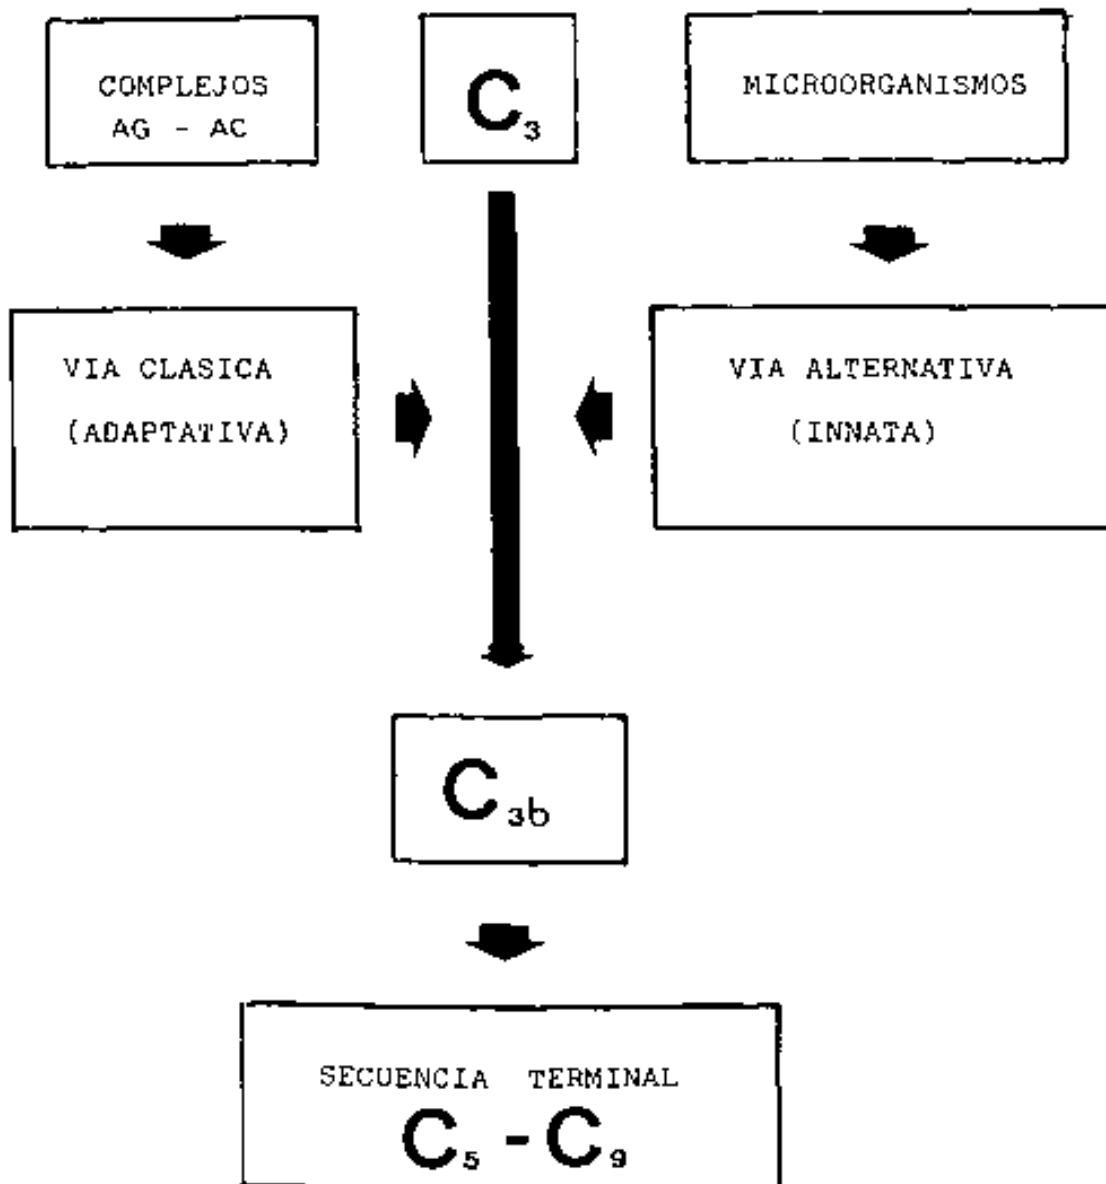 COMPLEJOS
AG - AC
C3
MICROORGANISMOS
VIA CLASICA
(ADAPTATIVA)
VIA ALTERNATIVA
(INNATA)
C3b
SECUENCIA TERMINAL
C5 - C9